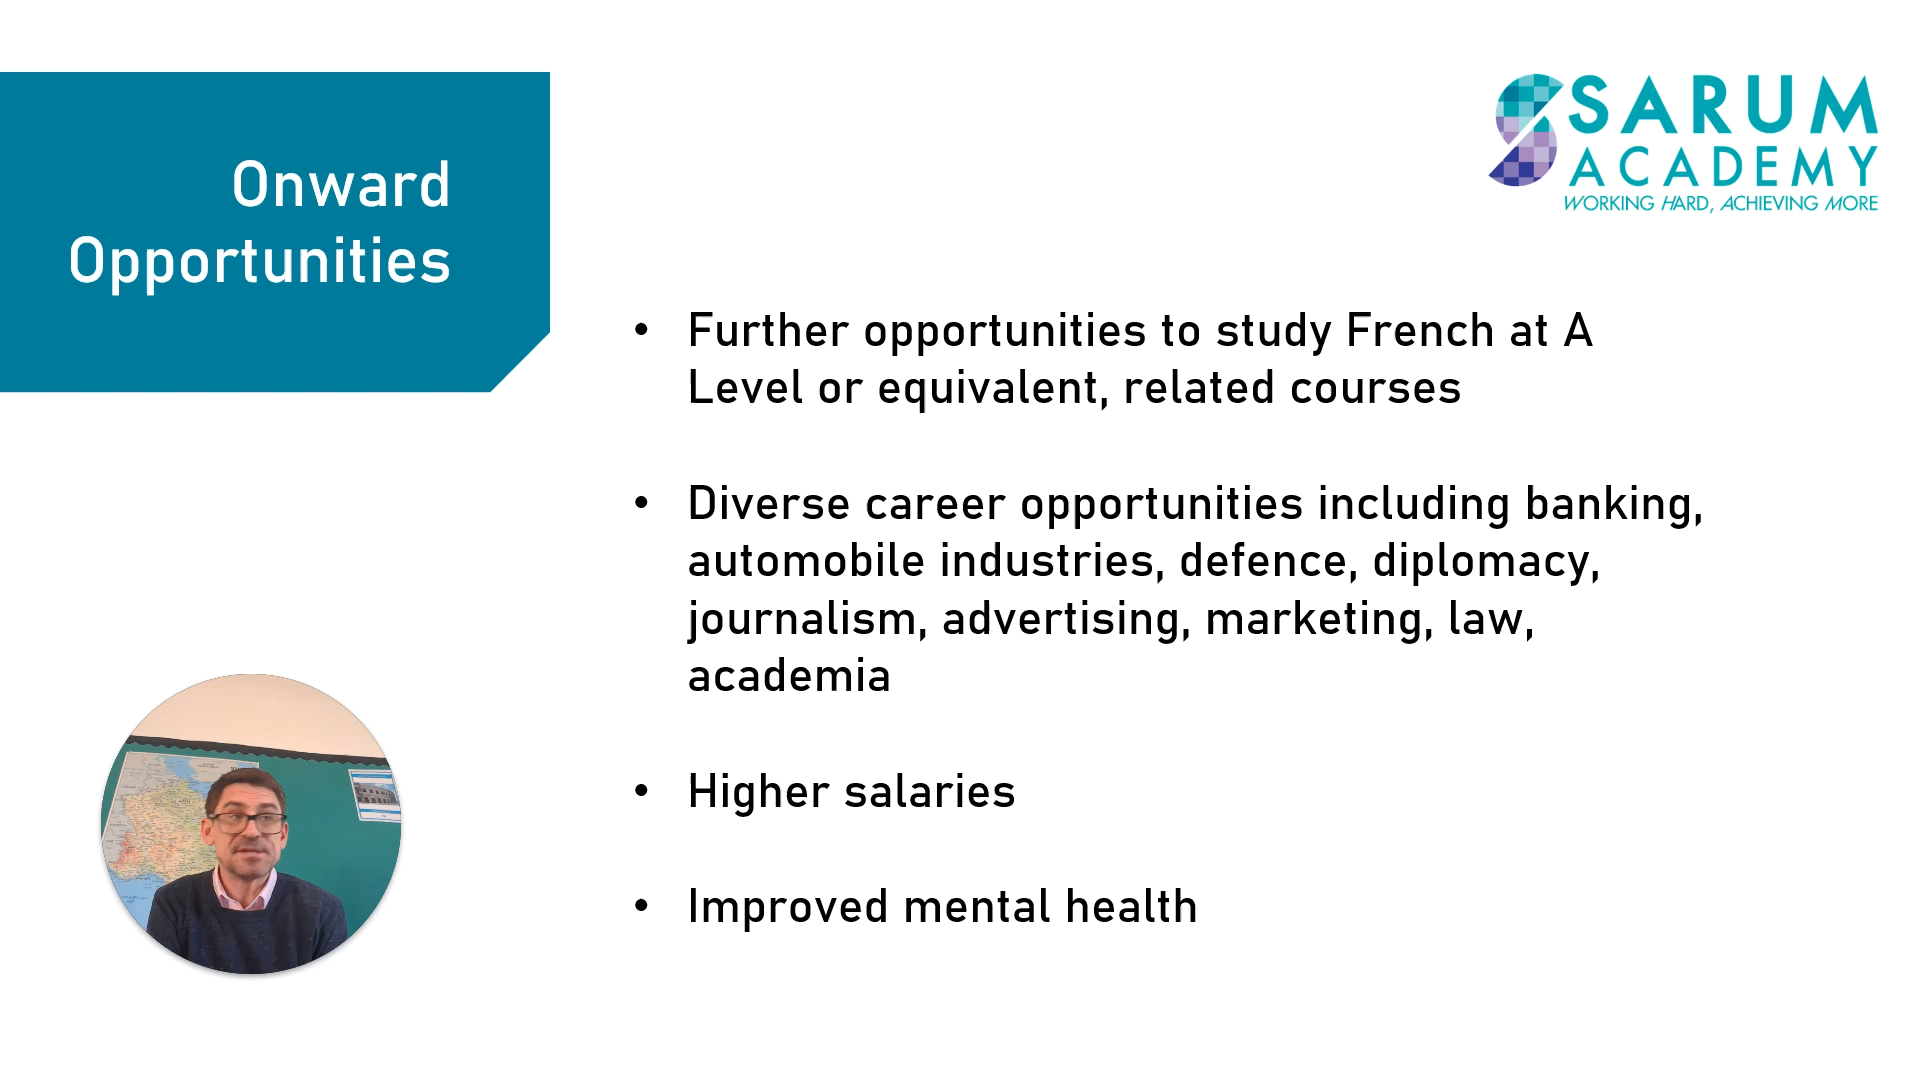 Onward
Opportunities
SARUM
ACADEMY
WORKING HARD, ACHIEVING MORE
• Further opportunities to study French at A
Level or equivalent, related courses
• Diverse career opportunities including banking,
automobile industries, defence, diplomacy,
journalism, advertising, marketing, law,
academia
• Higher salaries
• Improved mental health